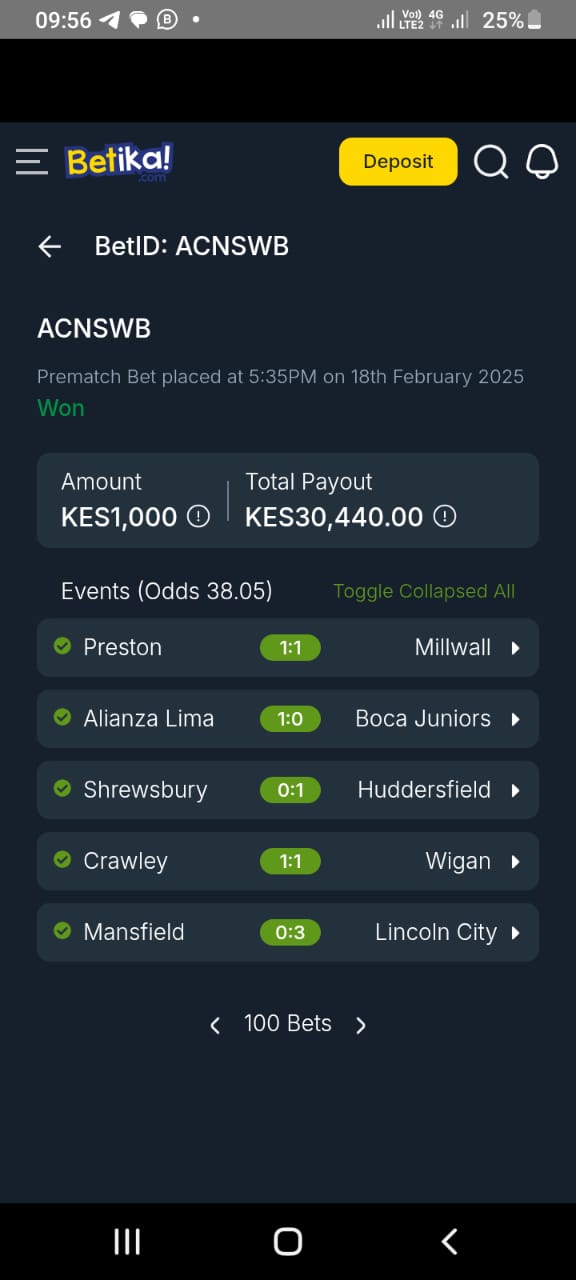 09:56 B Vo)) LTE2 4G 25%
Betika! .com Deposit
BetID: ACNSWB
ACNSWB
Prematch Bet placed at 5:35PM on 18th February 2025
Won
Amount Total Payout
KES1,000 KES30,440.00
Events (Odds 38.05) Toggle Collapsed All
Preston 1:1 Millwall
Alianza Lima 1:0 Boca Juniors
Shrewsbury 0:1 Huddersfield
Crawley 1:1 Wigan
Mansfield 0:3 Lincoln City
100 Bets